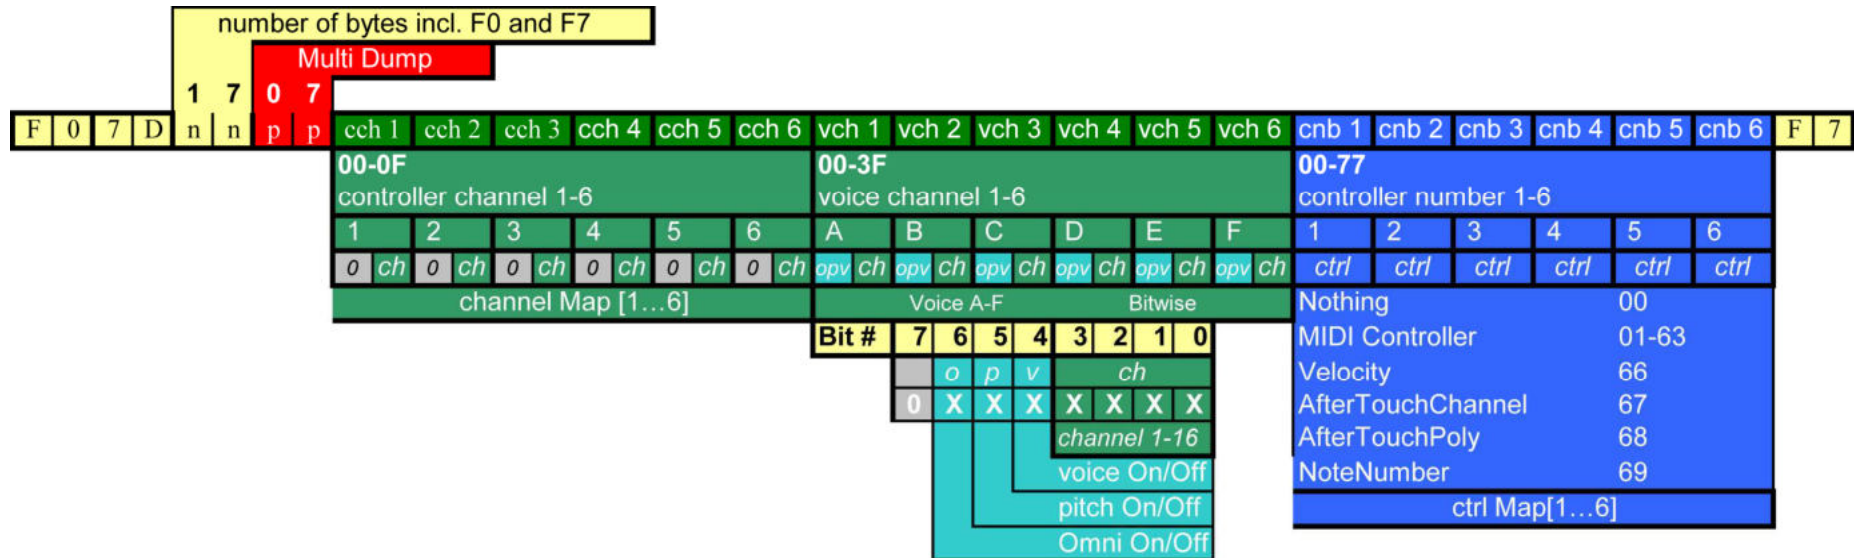 number of bytes incl. F0 and F7
Multi Dump
1 7 0 7
F 0 7 D n n p p cch 1 cch 2 cch 3 cch 4 cch 5 cch 6 vch 1 vch 2 vch 3 vch 4 vch 5 vch 6 cnb 1 cnb 2 cnb 3 cnb 4 cnb 5 cnb 6 F 7
00-0F 00-3F 00-77
controller channel 1-6 voice channel 1-6 controller number 1-6
1 2 3 4 5 6 A B C D E F 1 2 3 4 5 6
0 ch 0 ch 0 ch 0 ch 0 ch 0 ch opv ch opv ch opv ch opv ch opv ch opv ch ctrl ctrl ctrl ctrl ctrl ctrl
channel Map [1…6] Voice A-F Bitwise Nothing 00
Bit # 7 6 5 4 3 2 1 0 MIDI Controller 01-63
o p v ch Velocity 66
0 X X X X X X X AfterTouchChannel 67
channel 1-16 AfterTouchPoly 68
voice On/Off NoteNumber 69
pitch On/Off ctrl Map[1…6]
Omni On/Off